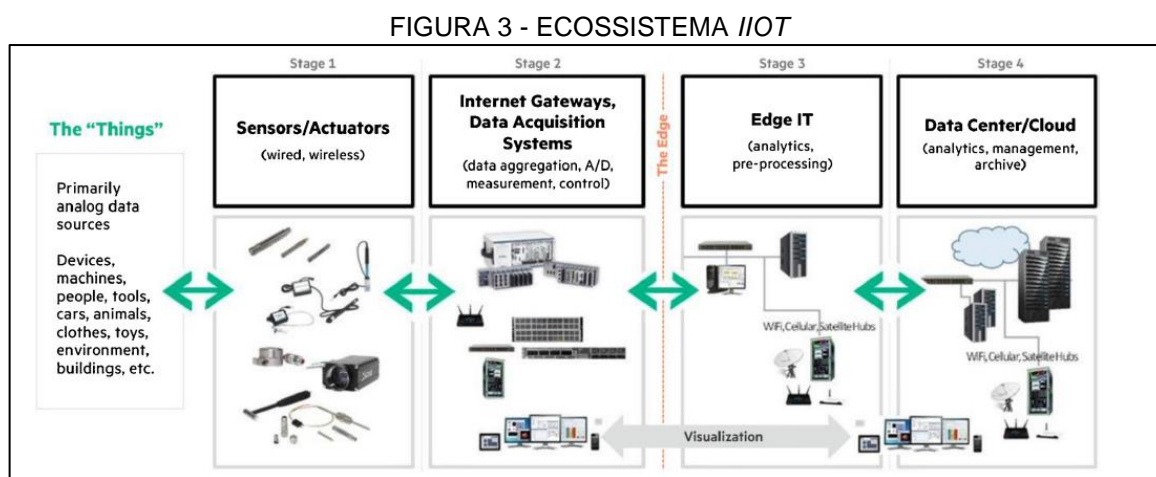 FIGURA 3 - ECOSSISTEMA IIOT
The “Things”
Primarily
analog data
sources
Devices,
machines,
people, tools,
cars, animals,
clothes, toys,
environment,
buildings, etc.
Stage 1
Sensors/Actuators
(wired, wireless)
Stage 2
Internet Gateways,
Data Acquisition
Systems
(data aggregation, A/D,
measurement, control)
The Edge
Stage 3
Edge IT
(analytics,
pre-processing)
WiFi, Cellular, Satellite Hubs
Stage 4
Data Center/Cloud
(analytics, management,
archive)
WiFi, Cellular, Satellite Hubs
Visualization